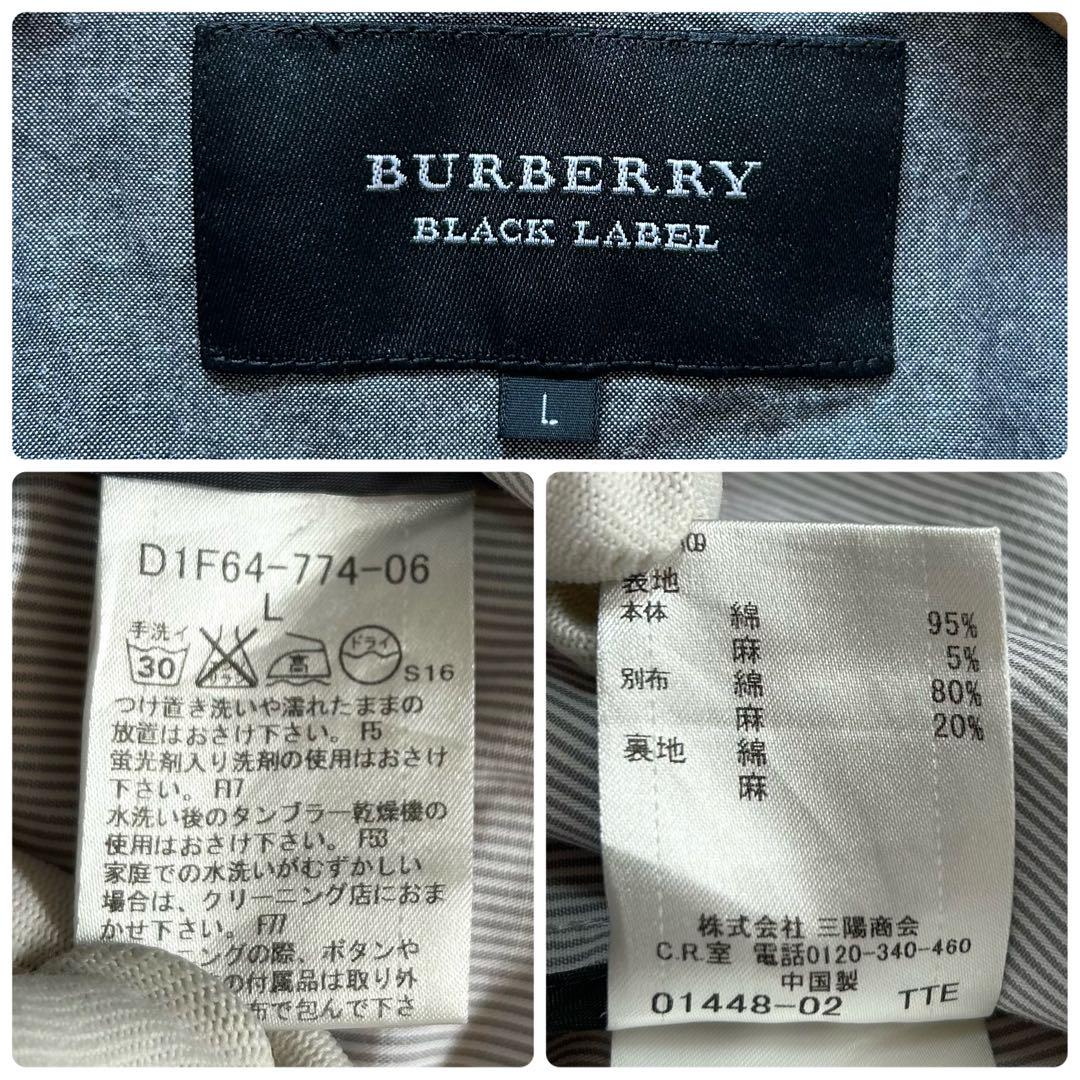 BURBERRY
BLACK LABEL
L
D1F64-774-06
L
手洗イ
30
高
ドライ
S16
つけ置き洗いや濡れたままの
放置はおさけ下さい。 F5
蛍光剤入り洗剤の使用はおさけ
下さい。 F17
水洗い後のタンブラー乾燥機の
使用はおさけ下さい。 F53
家庭での水洗いがむずかしい
場合は、クリーニング店におま
かせ下さい。 F77
ーニングの際、ボタンや
の付属品は取り外
布で包んで下さ
09
表地
本体 綿 95%
麻 5%
別布 綿 80%
麻 20%
裏地 綿
麻
株式会社 三陽商会
C.R.室 電話0120-340-460
中国製
01448-02 TTE